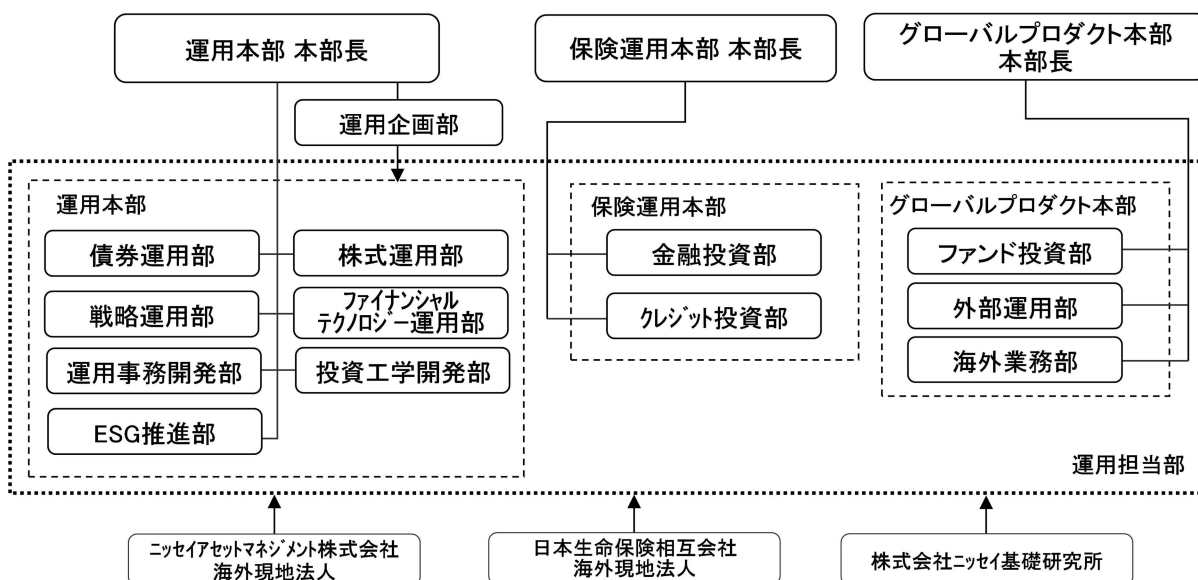 運用本部 本部長
保険運用本部 本部長
グローバルプロダクト本部
本部長
運用企画部
運用本部
債券運用部
株式運用部
戦略運用部
ファイナンシャル
テクノロジー運用部
運用事務開発部
投資工学開発部
ESG推進部
保険運用本部
金融投資部
クレジット投資部
グローバルプロダクト本部
ファンド投資部
外部運用部
海外業務部
運用担当部
ニッセイアセットマネジメント株式会社
海外現地法人
日本生命保険相互会社
海外現地法人
株式会社ニッセイ基礎研究所